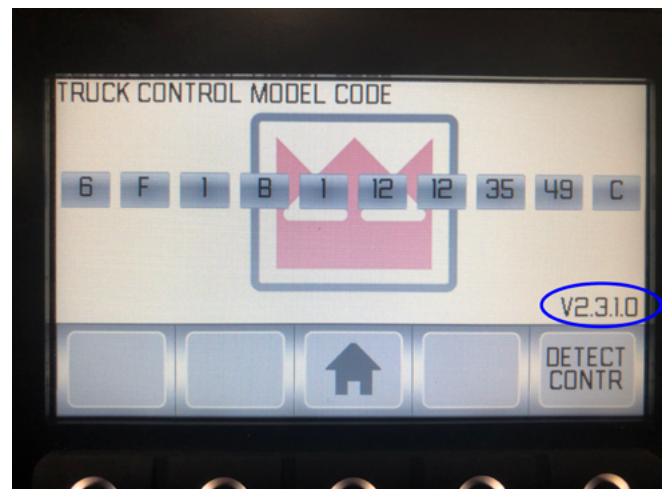 TRUCK CONTROL MODEL CODE
6 F 1 B 1 12 12 35 49 C
V2.3.1.0
DETECT
CONTR